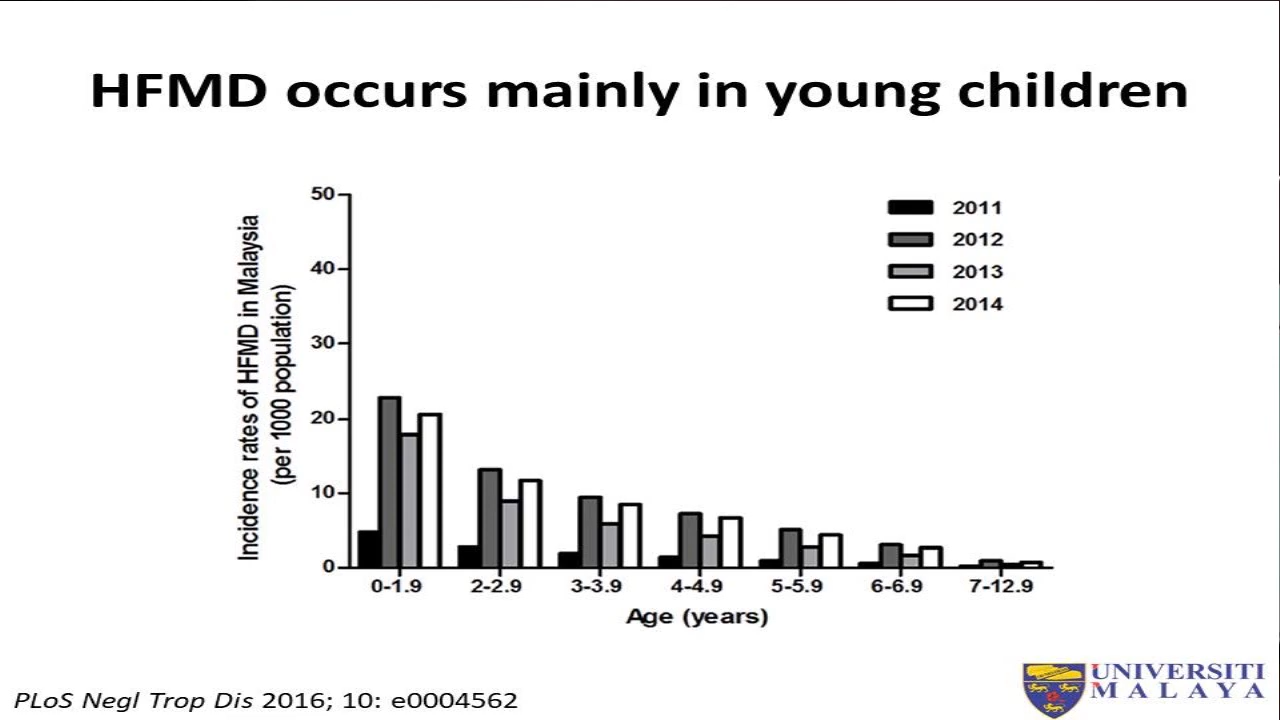 HFMD occurs mainly in young children
Incidence rates of HFMD in Malaysia
(per 1000 population)
50
40
30
20
10
0
2011
2012
2013
2014
0-1.9 2-2.9 3-3.9 4-4.9 5-5.9 6-6.9 7-12.9
Age (years)
PLoS Negl Trop Dis 2016; 10: e0004562
UNIVERSITI
MALAYA